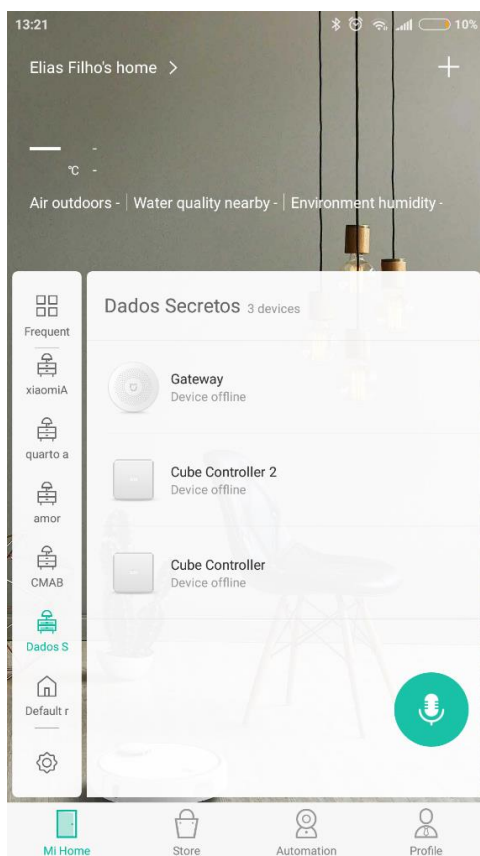 13:21
10%
Elias Filho's home >
+
-
℃ -
Air outdoors - | Water quality nearby - | Environment humidity -
Frequent
xiaomiA
quarto a
amor
CMAB
Dados S
Default r
Dados Secretos 3 devices
Gateway
Device offline
Cube Controller 2
Device offline
Cube Controller
Device offline
Mi Home
Store
Automation
Profile